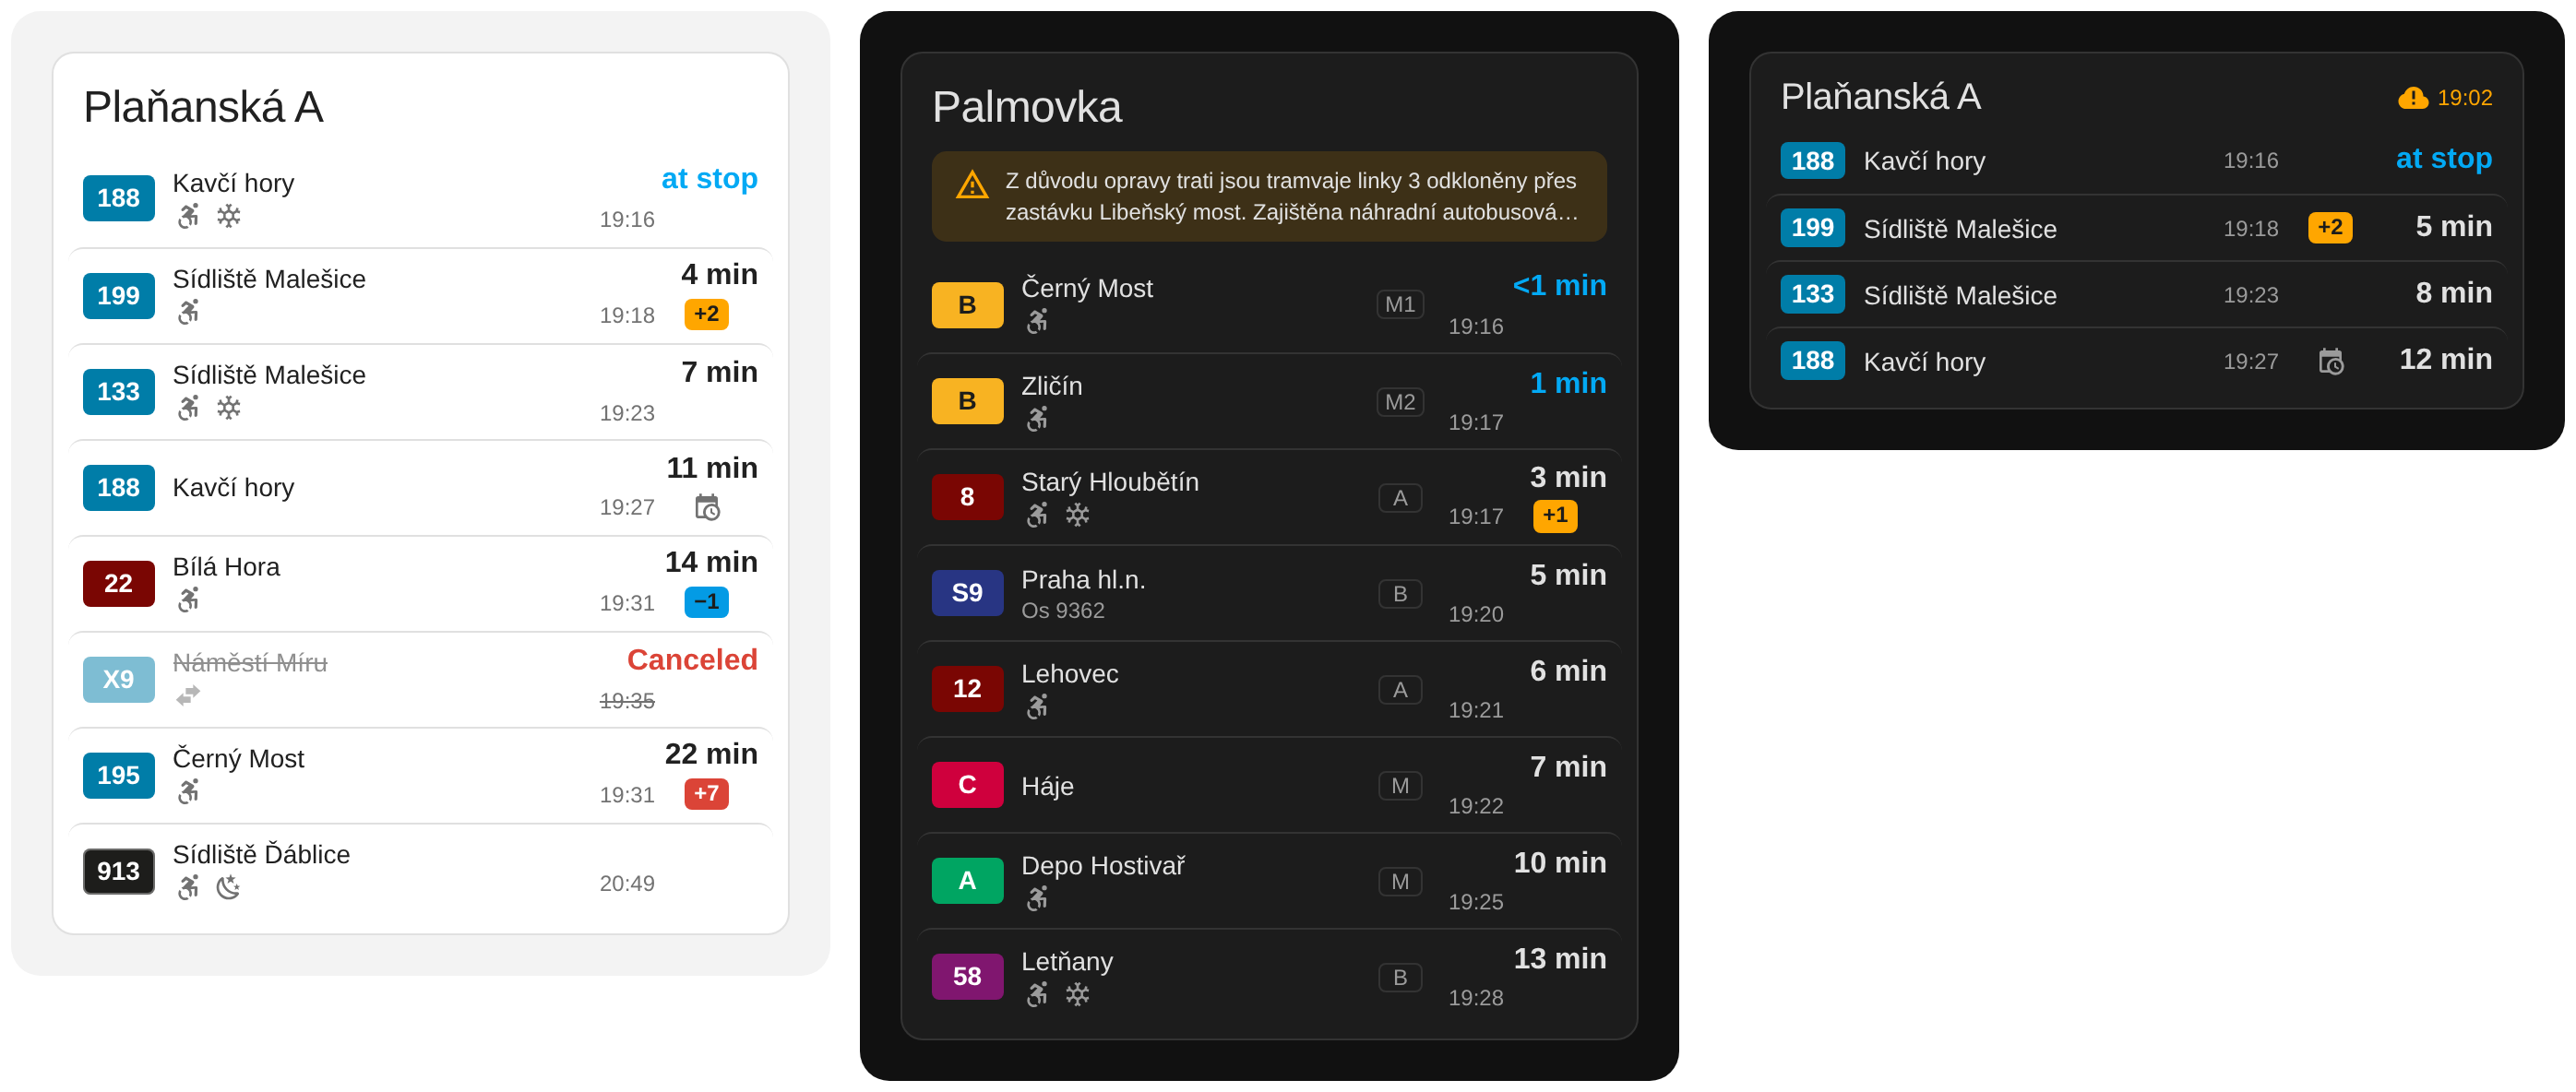 Plaňanská A
188 Kavčí hory at stop
19:16
199 Sídliště Malešice 4 min
19:18 +2
133 Sídliště Malešice 7 min
19:23
188 Kavčí hory 11 min
19:27
22 Bílá Hora 14 min
19:31 −1
X9 Náměstí Míru Canceled
19:35
195 Černý Most 22 min
19:31 +7
913 Sídliště Ďáblice
20:49
Palmovka
Z důvodu opravy trati jsou tramvaje linky 3 odkloněny přes
zastávku Libeňský most. Zajištěna náhradní autobusová…
B Černý Most M1 <1 min
19:16
B Zličín M2 1 min
19:17
8 Starý Hloubětín A 3 min
19:17 +1
S9 Praha hl.n. B 5 min
Os 9362 19:20
12 Lehovec A 6 min
19:21
C Háje M 7 min
19:22
A Depo Hostivař M 10 min
19:25
58 Letňany B 13 min
19:28
Plaňanská A 19:02
188 Kavčí hory 19:16 at stop
199 Sídliště Malešice 19:18 +2 5 min
133 Sídliště Malešice 19:23 8 min
188 Kavčí hory 19:27 12 min